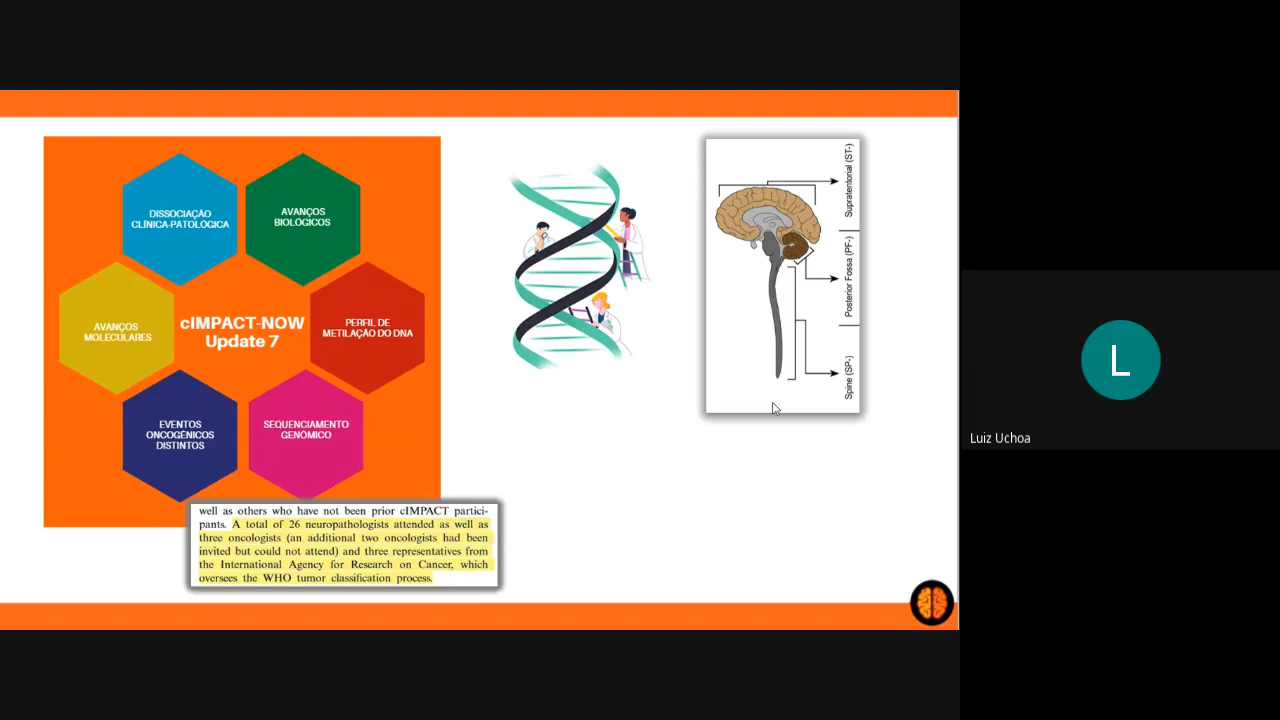 DISSOCIAÇÃO
CLÍNICA-PATOLÓGICA
AVANÇOS
BIOLÓGICOS
AVANÇOS
MOLECULARES
cIMPACT-NOW
Update 7
PERFIL DE
METILAÇÃO DO DNA
EVENTOS
ONCOGÊNICOS
DISTINTOS
SEQUENCIAMENTO
GENÔMICO
well as others who have not been prior cIMPACT partici-
pants. A total of 26 neuropathologists attended as well as
three oncologists (an additional two oncologists had been
invited but could not attend) and three representatives from
the International Agency for Research on Cancer, which
oversees the WHO tumor classification process.
Supratentorial (ST-)
Posterior Fossa (PF-)
Spine (SP-)
L
Luiz Uchoa